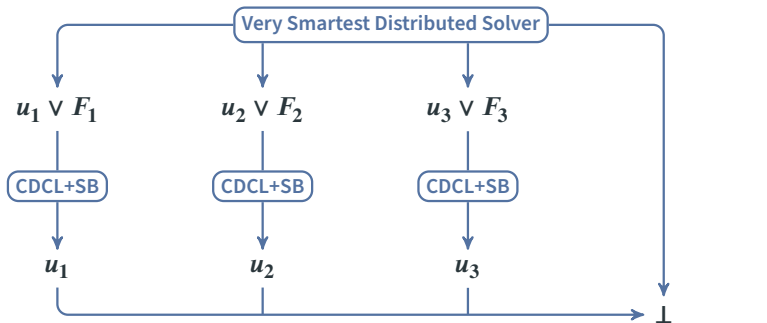 Very Smartest Distributed Solver
u₁ ∨ F₁ u₂ ∨ F₂ u₃ ∨ F₃
CDCL+SB CDCL+SB CDCL+SB
u₁ u₂ u₃
⊥